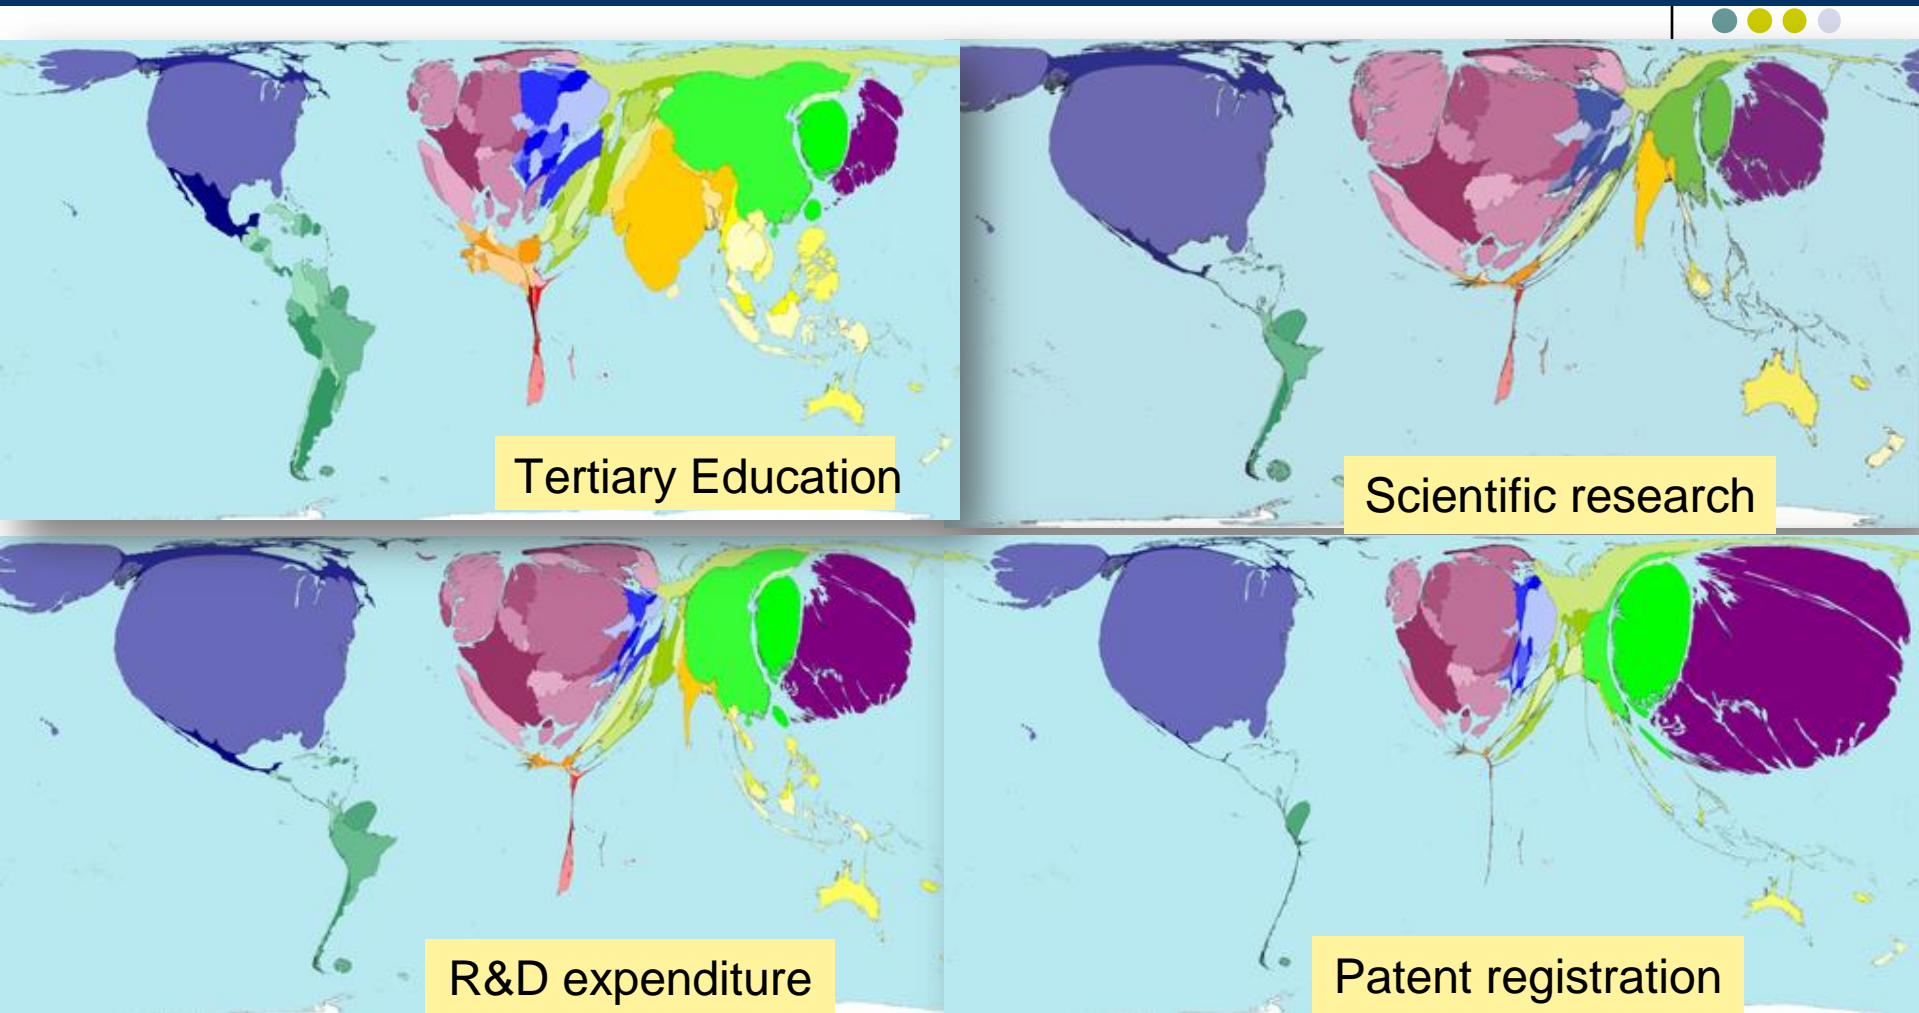 Tertiary Education
Scientific research
R&D expenditure
Patent registration